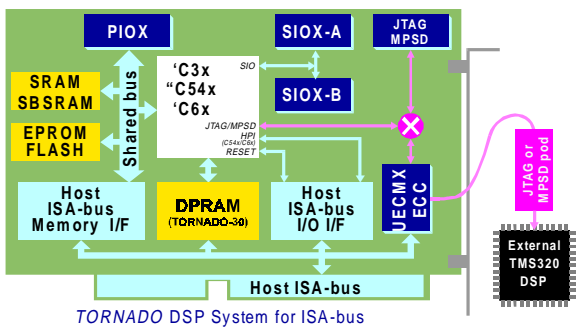 PIOX
SIOX-A
JTAG
MPSD
SRAM
SBSRAM
Shared bus
‘C3x
“C54x
‘C6x
SIO
SIOX-B
EPROM
FLASH
JTAG/MPSD
HPI
(C54x/C6x)
RESET
JTAG or
MPSD pod
Host
ISA-bus
Memory I/F
DPRAM
(TORNADO-30)
Host
ISA-bus
I/O I/F
UECMX
ECC
External
TMS320
DSP
Host ISA-bus
TORNADO DSP System for ISA-bus